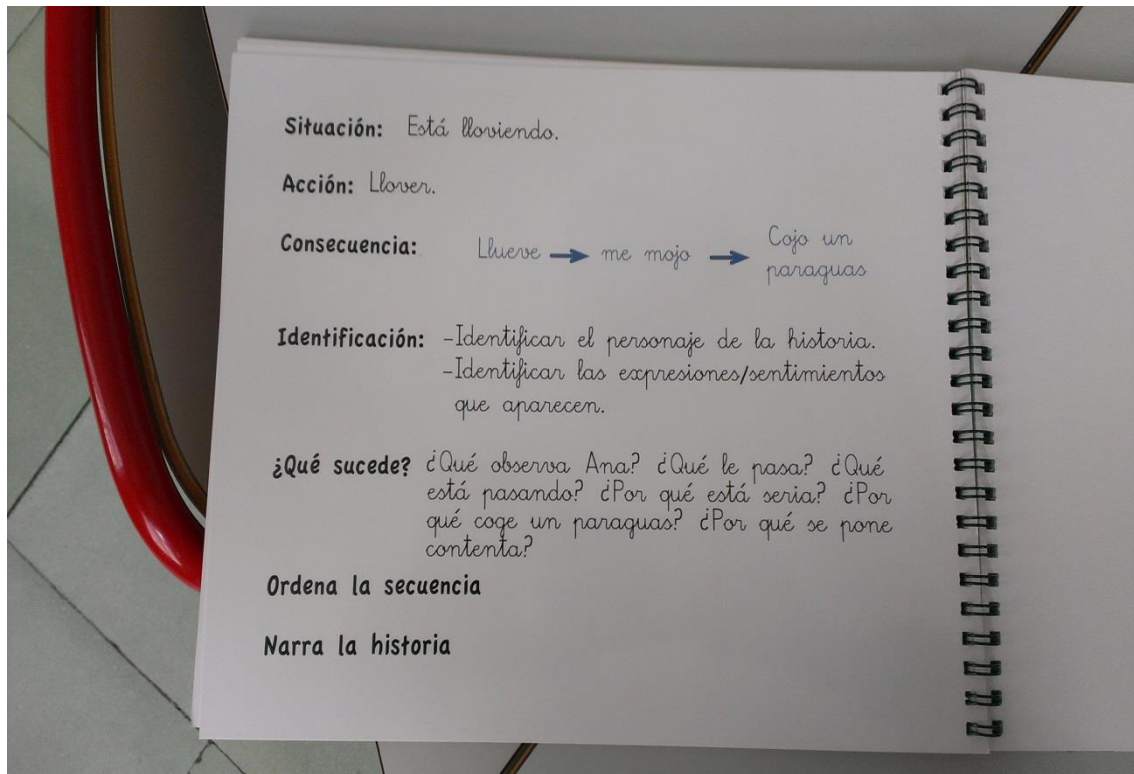 Situación: Está lloviendo.
Acción: Llover.
Consecuencia: Llueve → me mojo → Cojo un
paraguas
Identificación: -Identificar el personaje de la historia.
-Identificar las expresiones/sentimientos
que aparecen.
¿Qué sucede? ¿Qué observa Ana? ¿Qué le pasa? ¿Qué
está pasando? ¿Por qué está seria? ¿Por
qué coge un paraguas? ¿Por qué se pone
contenta?
Ordena la secuencia
Narra la historia